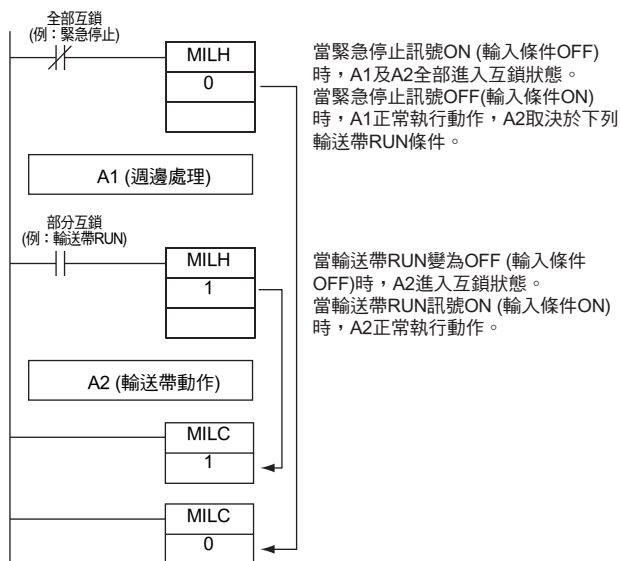 全部互鎖
(例：緊急停止)
MILH
0
當緊急停止訊號ON (輸入條件OFF)
時，A1及A2全部進入互鎖狀態。
當緊急停止訊號OFF(輸入條件ON)
時，A1正常執行動作，A2取決於下列
輸送帶RUN條件。
A1 (週邊處理)
部分互鎖
(例：輸送帶RUN)
MILH
1
當輸送帶RUN變為OFF (輸入條件
OFF)時，A2進入互鎖狀態。
當輸送帶RUN訊號ON (輸入條件ON)
時，A2正常執行動作。
A2 (輸送帶動作)
MILC
1
MILC
0